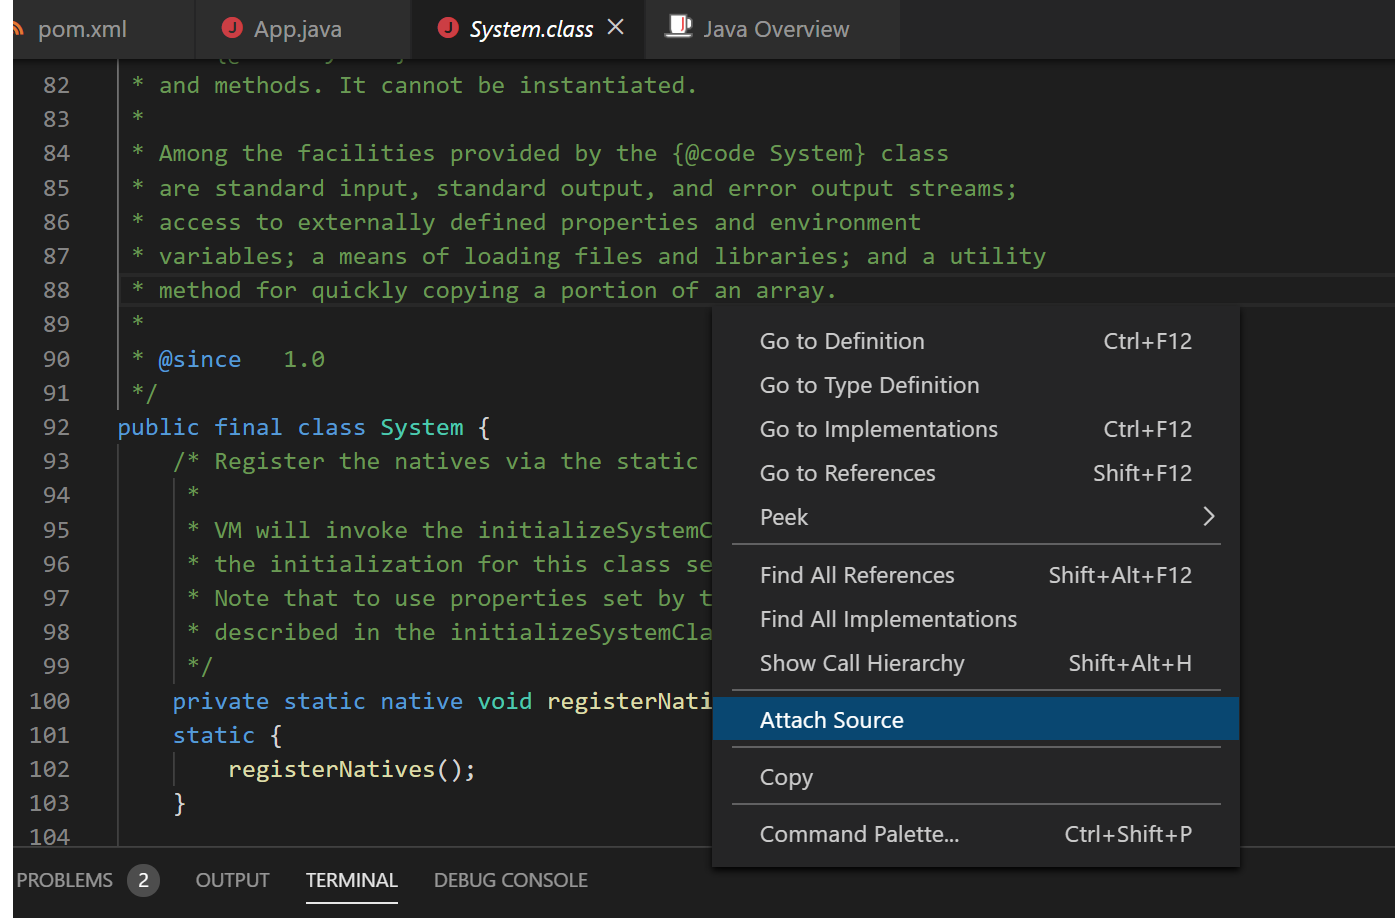 pom.xml
App.java
System.class
Java Overview
82 * and methods. It cannot be instantiated.
83 *
84 * Among the facilities provided by the {@code System} class
85 * are standard input, standard output, and error output streams;
86 * access to externally defined properties and environment
87 * variables; a means of loading files and libraries; and a utility
88 * method for quickly copying a portion of an array.
89 *
90 * @since   1.0
91 */
92 public final class System {
93 /* Register the natives via the static
94 *
95 * VM will invoke the initializeSystemC
96 * the initialization for this class se
97 * Note that to use properties set by t
98 * described in the initializeSystemCla
99 */
100 private static native void registerNati
101 static {
102 registerNatives();
103 }
104
Go to Definition Ctrl+F12
Go to Type Definition
Go to Implementations Ctrl+F12
Go to References Shift+F12
Peek
Find All References Shift+Alt+F12
Find All Implementations
Show Call Hierarchy Shift+Alt+H
Attach Source
Copy
Command Palette... Ctrl+Shift+P
PROBLEMS 2 OUTPUT TERMINAL DEBUG CONSOLE